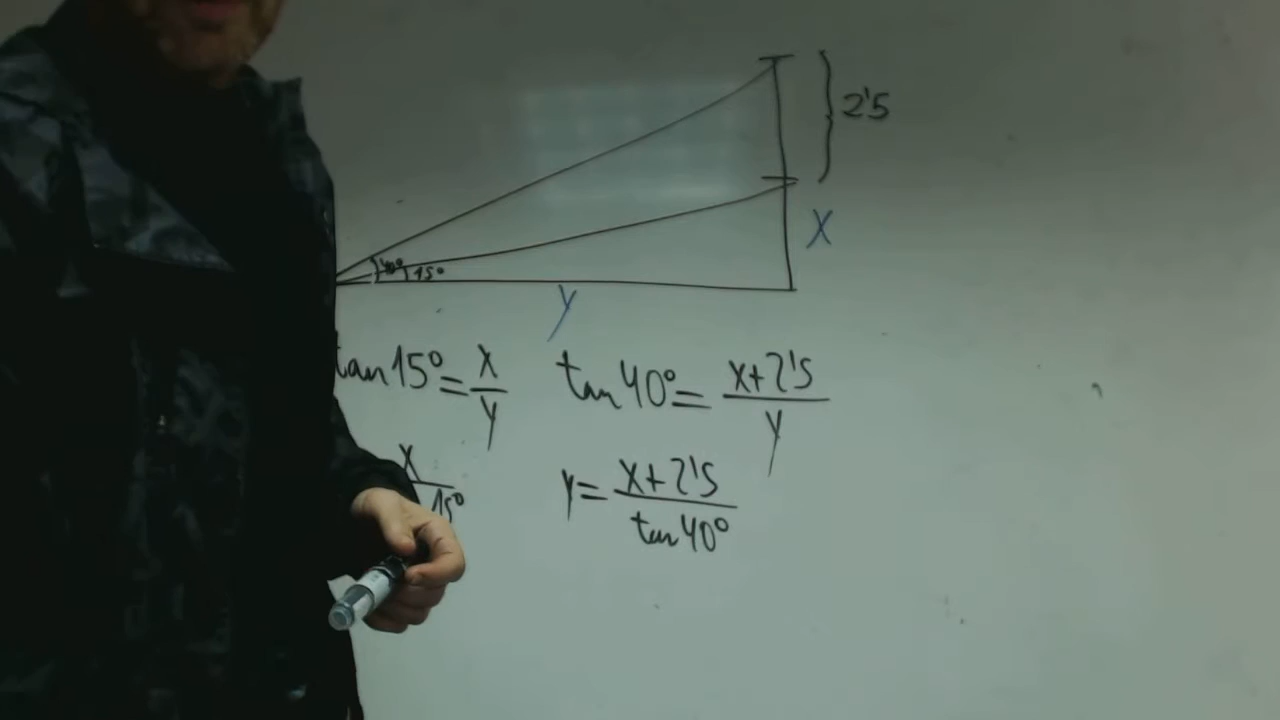 2'5
X
40° 15°
y
tan 15° = x/y tan 40° = x+2'5/y
x/15° y = x+2'5/tan 40°